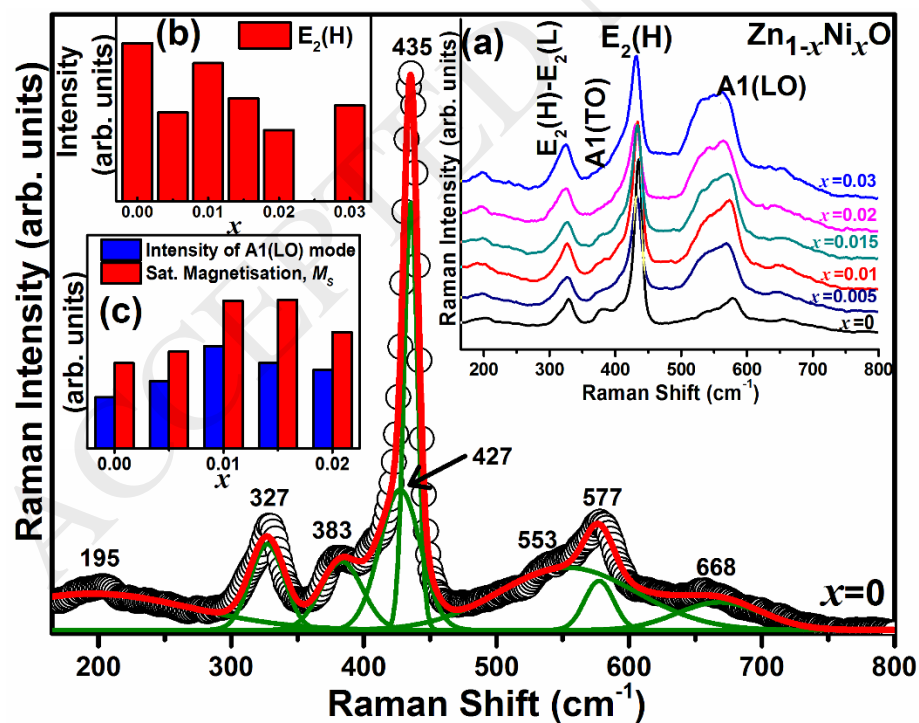 (b)
E₂(H)
Intensity
(arb. units)
0.00 0.01 0.02 0.03
x
(c)
Intensity of A1(LO) mode
Sat. Magnetisation, Mₛ
(arb. units)
0.00 0.01 0.02
x
(a)
Zn₁₋ₓNiₓO
E₂(H)-E₂(L)
A1(TO)
E₂(H)
A1(LO)
x=0.03
x=0.02
x=0.015
x=0.01
x=0.005
x=0
Raman Intensity (arb. units)
200 300 400 500 600 700 800
Raman Shift (cm⁻¹)
435
427
195
327
383
553
577
668
x=0
Raman Intensity (arb. units)
200 300 400 500 600 700 800
Raman Shift (cm⁻¹)